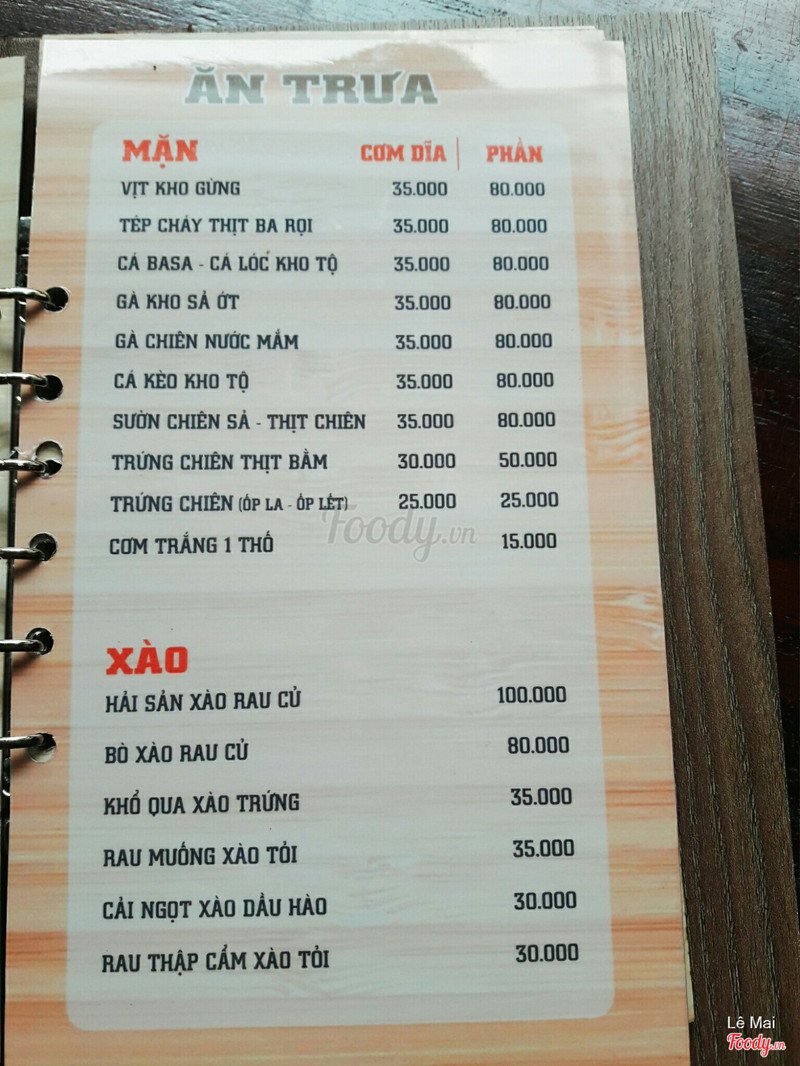 ĂN TRƯA
MẶN CƠM DĨA | PHẦN
VỊT KHO GỪNG 35.000 80.000
TÉP CHÁY THỊT BA RỌI 35.000 80.000
CÁ BASA - CÁ LÓC KHO TỘ 35.000 80.000
GÀ KHO SẢ ỚT 35.000 80.000
GÀ CHIÊN NƯỚC MẮM 35.000 80.000
CÁ KÈO KHO TỘ 35.000 80.000
SƯỜN CHIÊN SẢ - THỊT CHIÊN 35.000 80.000
TRỨNG CHIÊN THỊT BẰM 30.000 50.000
TRỨNG CHIÊN (ỐP LA - ỐP LẾT) 25.000 25.000
Foody.vn
CƠM TRẮNG 1 THỐ 15.000
XÀO
HẢI SẢN XÀO RAU CỦ 100.000
BÒ XÀO RAU CỦ 80.000
KHỔ QUA XÀO TRỨNG 35.000
RAU MUỐNG XÀO TỎI 35.000
CẢI NGỌT XÀO DẦU HÀO 30.000
RAU THẬP CẨM XÀO TỎI 30.000
Lê Mai
Foody.vn